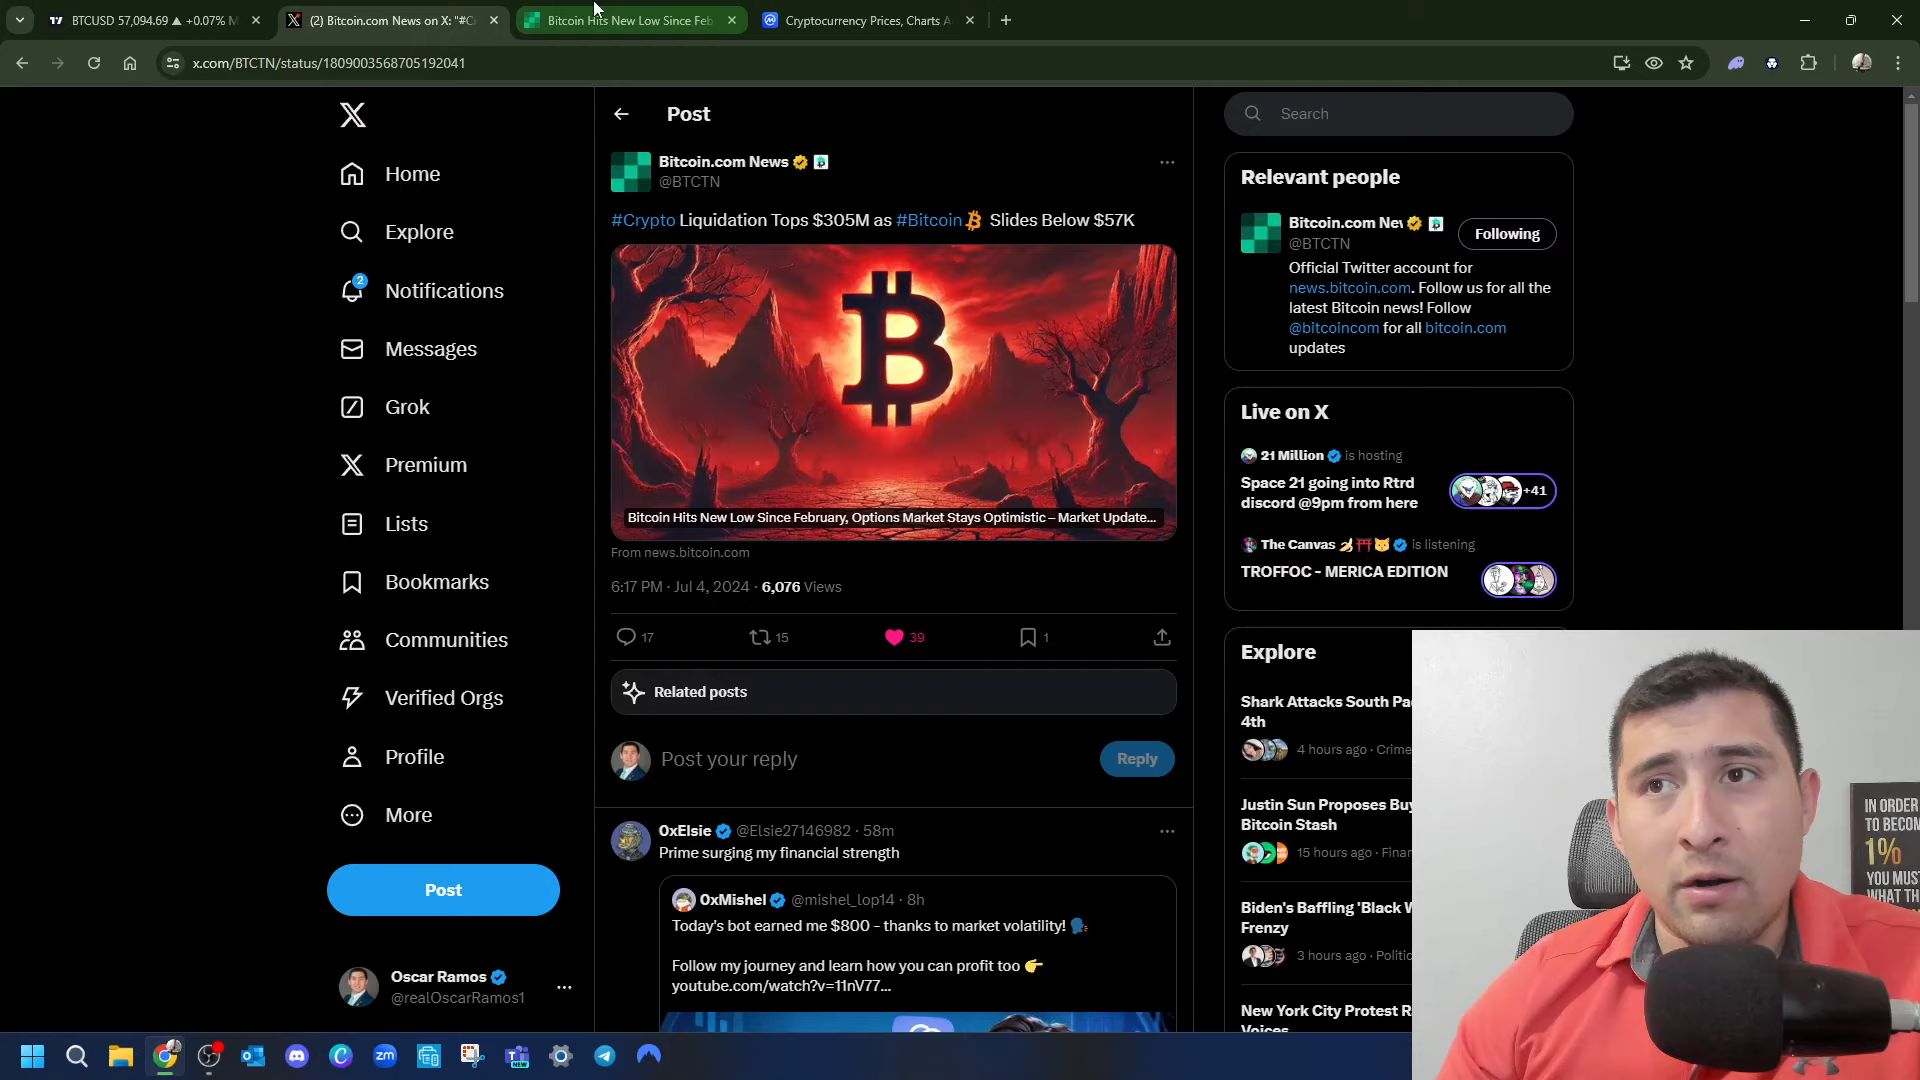 BTCUSD 57,094.69 ▲ +0.07%
(2) Bitcoin.com News on X: "#C
Bitcoin Hits New Low Since Feb
Cryptocurrency Prices, Charts A
x.com/BTCTN/status/1809003568705192041
Home
Explore
2
Notifications
Messages
Grok
Premium
Lists
Bookmarks
Communities
Verified Orgs
Profile
More
Post
Oscar Ramos
@realOscarRamos1
Post
Bitcoin.com News
@BTCTN
#Crypto Liquidation Tops $305M as #Bitcoin Slides Below $57K
Bitcoin Hits New Low Since February, Options Market Stays Optimistic – Market Update...
From news.bitcoin.com
6:17 PM · Jul 4, 2024 · 6,076 Views
17 15 39 1
Related posts
Post your reply
Reply
0xElsie @Elsie27146982 · 58m
Prime surging my financial strength
0xMishel @mishel_lop14 · 8h
Today's bot earned me $800 - thanks to market volatility!
Follow my journey and learn how you can profit too
youtube.com/watch?v=11nV77...
Search
Relevant people
Bitcoin.com Ne
@BTCTN
Following
Official Twitter account for
news.bitcoin.com. Follow us for all the
latest Bitcoin news! Follow
@bitcoincom for all bitcoin.com
updates
Live on X
21 Million is hosting
Space 21 going into Rtrd
discord @9pm from here
+41
The Canvas is listening
TROFFOC - MERICA EDITION
Explore
Shark Attacks South Pa
4th
4 hours ago · Crime
Justin Sun Proposes Buy
Bitcoin Stash
15 hours ago · Finan
Biden's Baffling 'Black W
Frenzy
3 hours ago · Politic
New York City Protest R
Voices
IN ORDER
TO BECOM
1%
YOU MUS
WHAT TH
zm
NEW